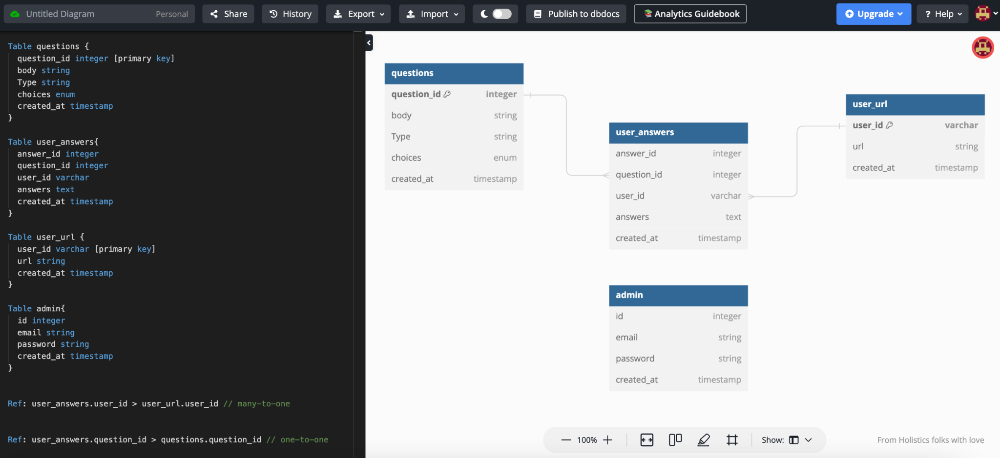 Untitled Diagram Personal Share History Export Import Publish to dbdocs Analytics Guidebook Upgrade ? Help
Table questions {
question_id integer [primary key]
body string
Type string
choices enum
created_at timestamp
}
Table user_answers{
answer_id integer
question_id integer
user_id varchar
answers text
created_at timestamp
}
Table user_url {
user_id varchar [primary key]
url string
created_at timestamp
}
Table admin{
id integer
email string
password string
created_at timestamp
}
Ref: user_answers.user_id > user_url.user_id // many-to-one
Ref: user_answers.question_id > questions.question_id // one-to-one
questions
question_id integer
body string
Type string
choices enum
created_at timestamp
user_answers
answer_id integer
question_id integer
user_id varchar
answers text
created_at timestamp
user_url
user_id varchar
url string
created_at timestamp
admin
id integer
email string
password string
created_at timestamp
100% Show:
From Holistics folks with love